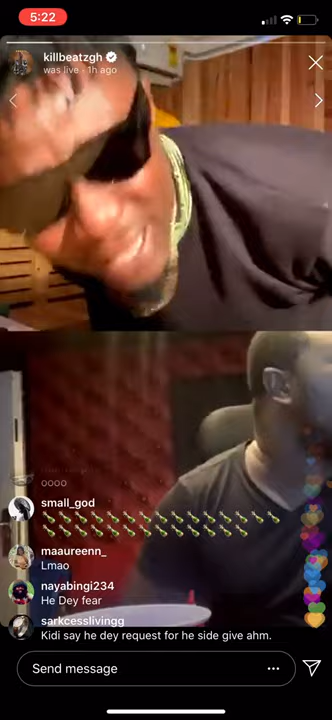 5:22
killbeatzgh
was live · 1h ago
oooo
small_god
maaureenn_
Lmao
nayabingi234
He Dey fear
sarkcesslivingg
Kidi say he dey request for he side give ahm.
Send message